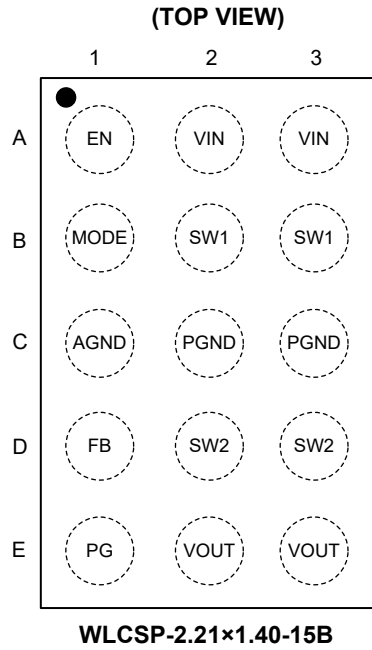 (TOP VIEW)
1 2 3
A EN VIN VIN
B MODE SW1 SW1
C AGND PGND PGND
D FB SW2 SW2
E PG VOUT VOUT
WLCSP-2.21×1.40-15B